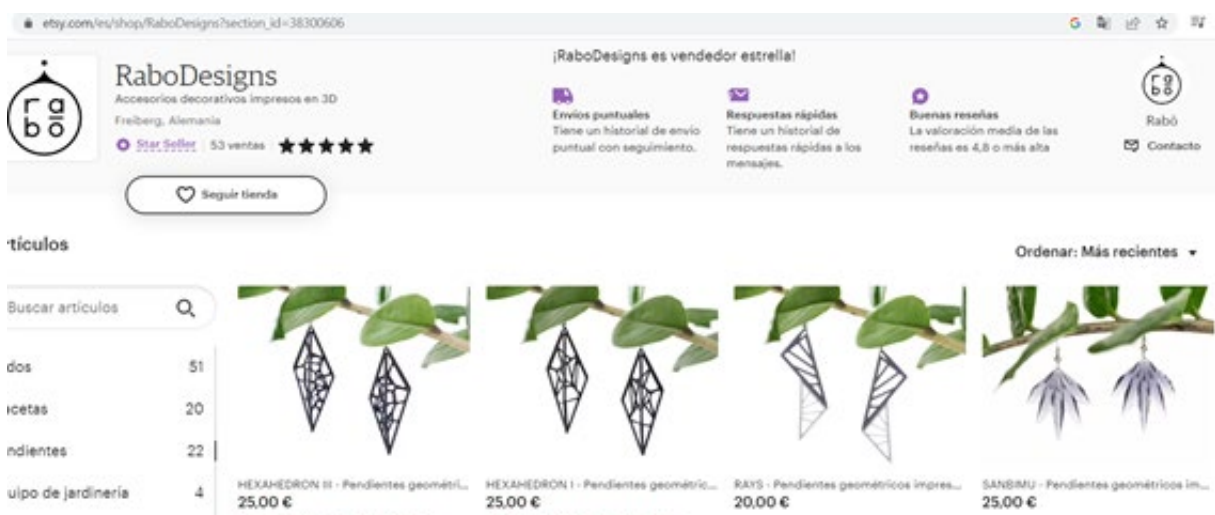 etsy.com/es/shop/RaboDesigns?section_id=38300606
RaboDesigns
Accesorios decorativos impresos en 3D
Freiberg, Alemania
Star Seller 53 ventas
Seguir tienda
¡RaboDesigns es vendedor estrella!
Envíos puntuales
Tiene un historial de envío
puntual con seguimiento.
Respuestas rápidas
Tiene un historial de
respuestas rápidas a los
mensajes.
Buenas reseñas
La valoración media de las
reseñas es 4,8 o más alta
rabō
Rabō
Contacto
rtículos
Ordenar: Más recientes
Buscar artículos
dos 51
acetas 20
ndientes 22
uipo de jardinería 4
HEXAHEDRON III - Pendientes geométri...
25,00 €
HEXAHEDRON I - Pendientes geométric...
25,00 €
RAYS - Pendientes geométricos impres...
20,00 €
SANBIMU - Pendientes geométricos im...
25,00 €